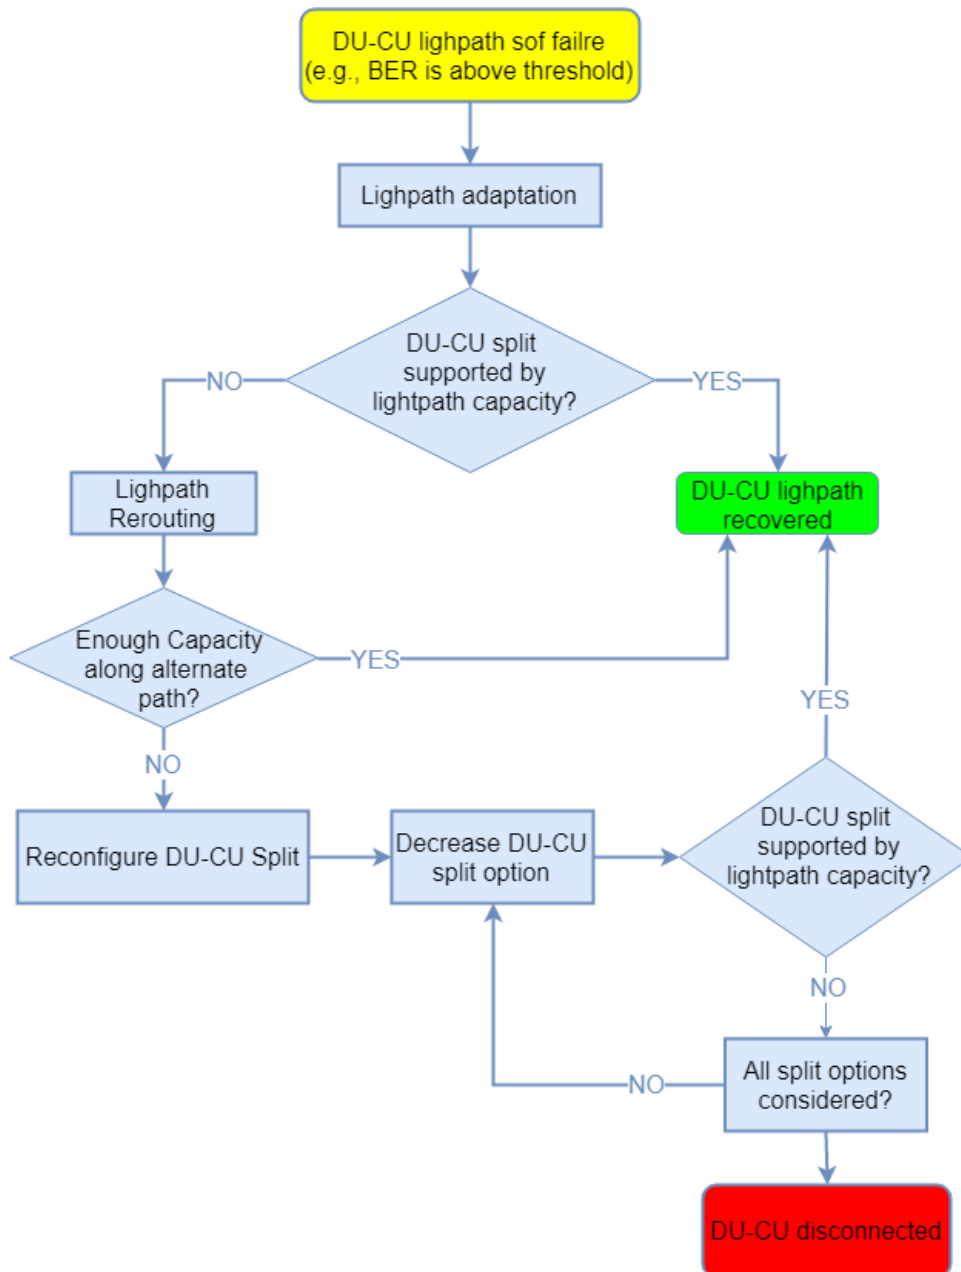 DU-CU lighpath sof failre
(e.g., BER is above threshold)
Lighpath adaptation
DU-CU split
supported by
lightpath capacity?
NO
YES
Lighpath
Rerouting
DU-CU lighpath
recovered
Enough Capacity
along alternate
path?
YES
YES
NO
Reconfigure DU-CU Split
Decrease DU-CU
split option
DU-CU split
supported by
lightpath capacity?
NO
All split options
considered?
NO
DU-CU disconnected